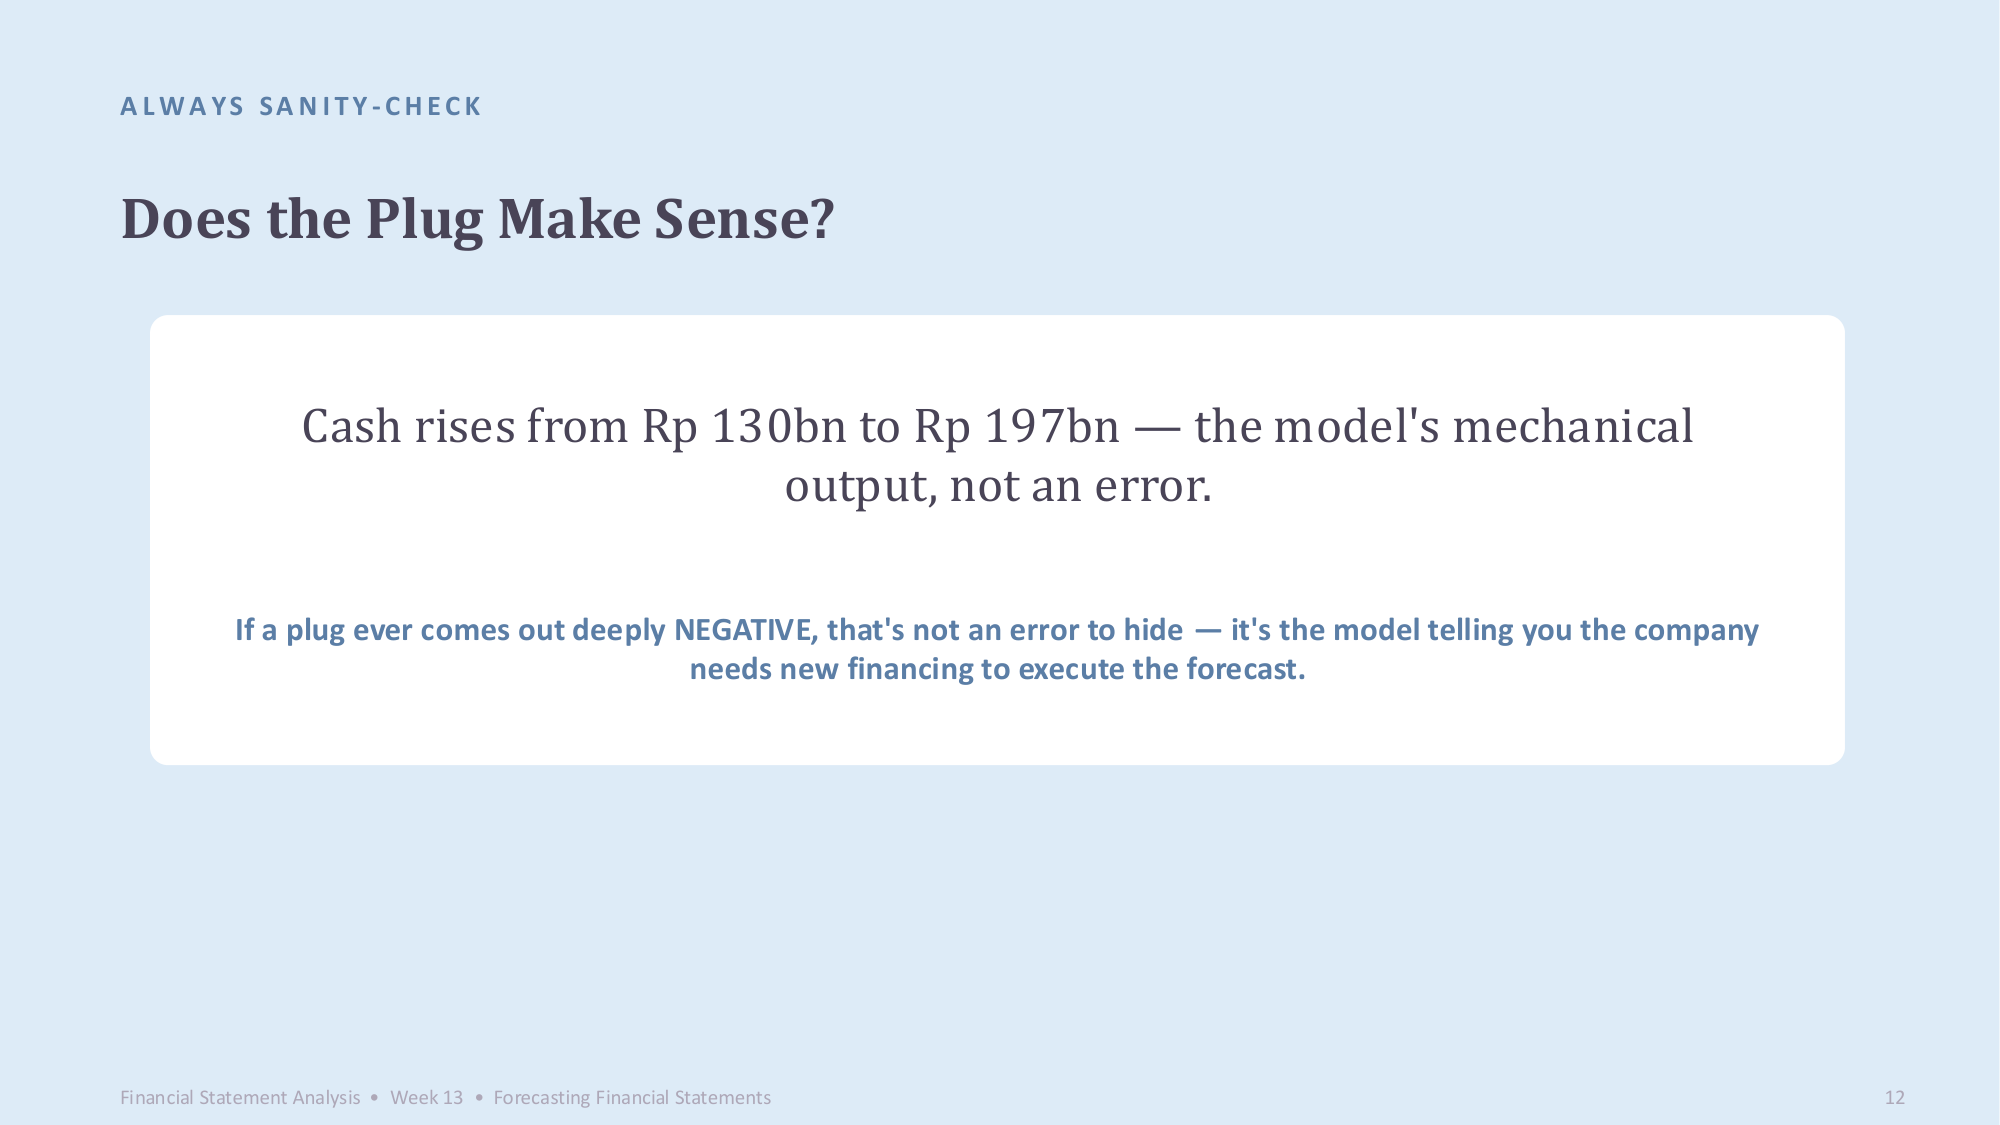 ALWAYS SANITY-CHECK
Does the Plug Make Sense?
Cash rises from Rp 130bn to Rp 197bn — the model's mechanical
output, not an error.
If a plug ever comes out deeply NEGATIVE, that's not an error to hide — it's the model telling you the company
needs new financing to execute the forecast.
Financial Statement Analysis • Week 13 • Forecasting Financial Statements
12